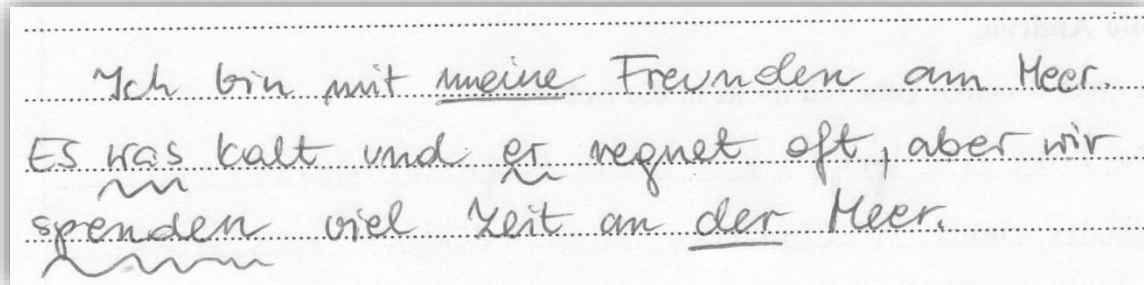 Ich bin mit meine Freunden am Meer.
Es was kalt und er regnet oft, aber wir
spenden viel Zeit an der Meer.